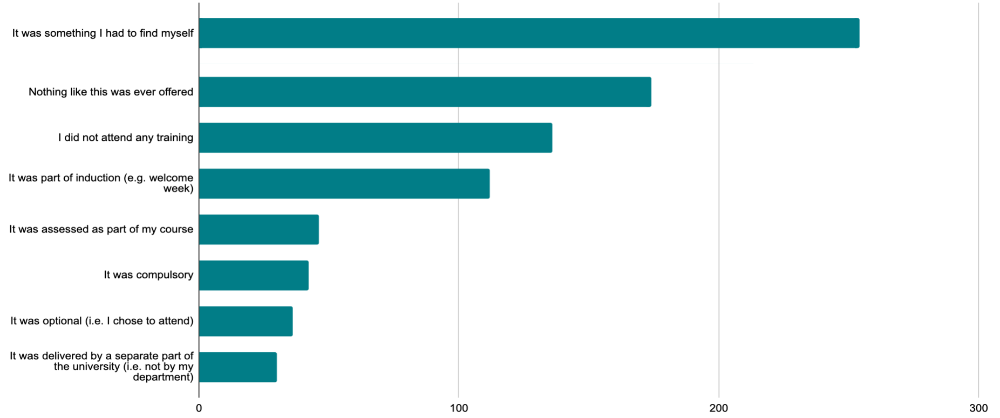 It was something I had to find myself
Nothing like this was ever offered
I did not attend any training
It was part of induction (e.g. welcome
week)
It was assessed as part of my course
It was compulsory
It was optional (i.e. I chose to attend)
It was delivered by a separate part of
the university (i.e. not by my
department)
0 100 200 300